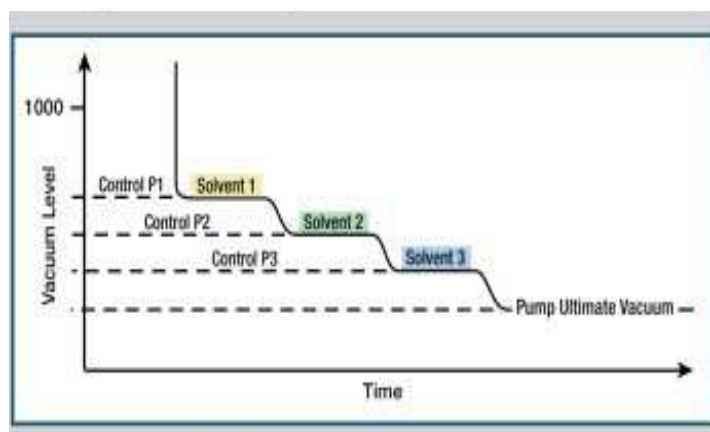 1000
Vacuum Level
Control P1
Solvent 1
Control P2
Solvent 2
Control P3
Solvent 3
Pump Ultimate Vacuum
Time